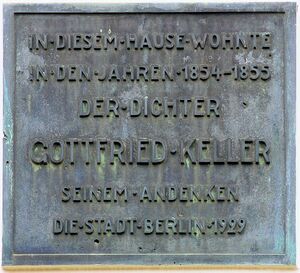 IN·DIESEM·HAUSE·WOHNTE
IN·DEN·JAHREN·1854–1855
DER·DICHTER
GOTTFRIED·KELLER
SEINEM·ANDENKEN
DIE·STADT·BERLIN·1929